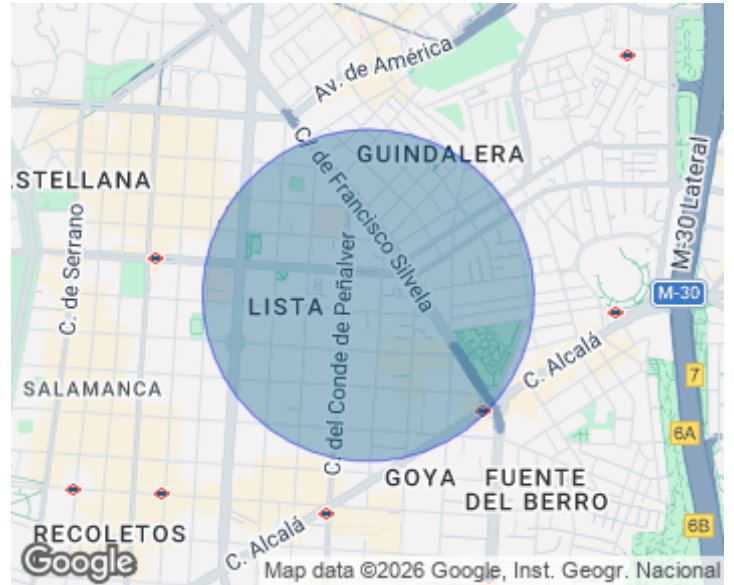 Av. de América
GUINDALERA
ASTELLANA
C. de Francisco Silvela
M-30 Lateral
C. de Serrano
C. del Conde de Peñalver
M-30
LISTA
C. Alcalá
SALAMANCA
7
6A
GOYA
FUENTE
DEL BERRO
RECOLETOS
C. Alcalá
6B
Google
Map data ©2026 Google, Inst. Geogr. Nacional